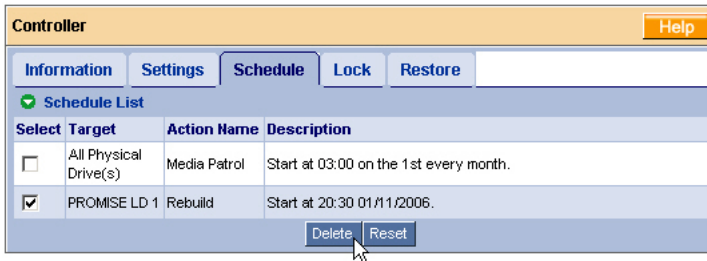 Controller Help
Information Settings Schedule Lock Restore
Schedule List
Select Target Action Name Description
All Physical
Drive(s) Media Patrol Start at 03:00 on the 1st every month.
PROMISE LD 1 Rebuild Start at 20:30 01/11/2006.
Delete Reset